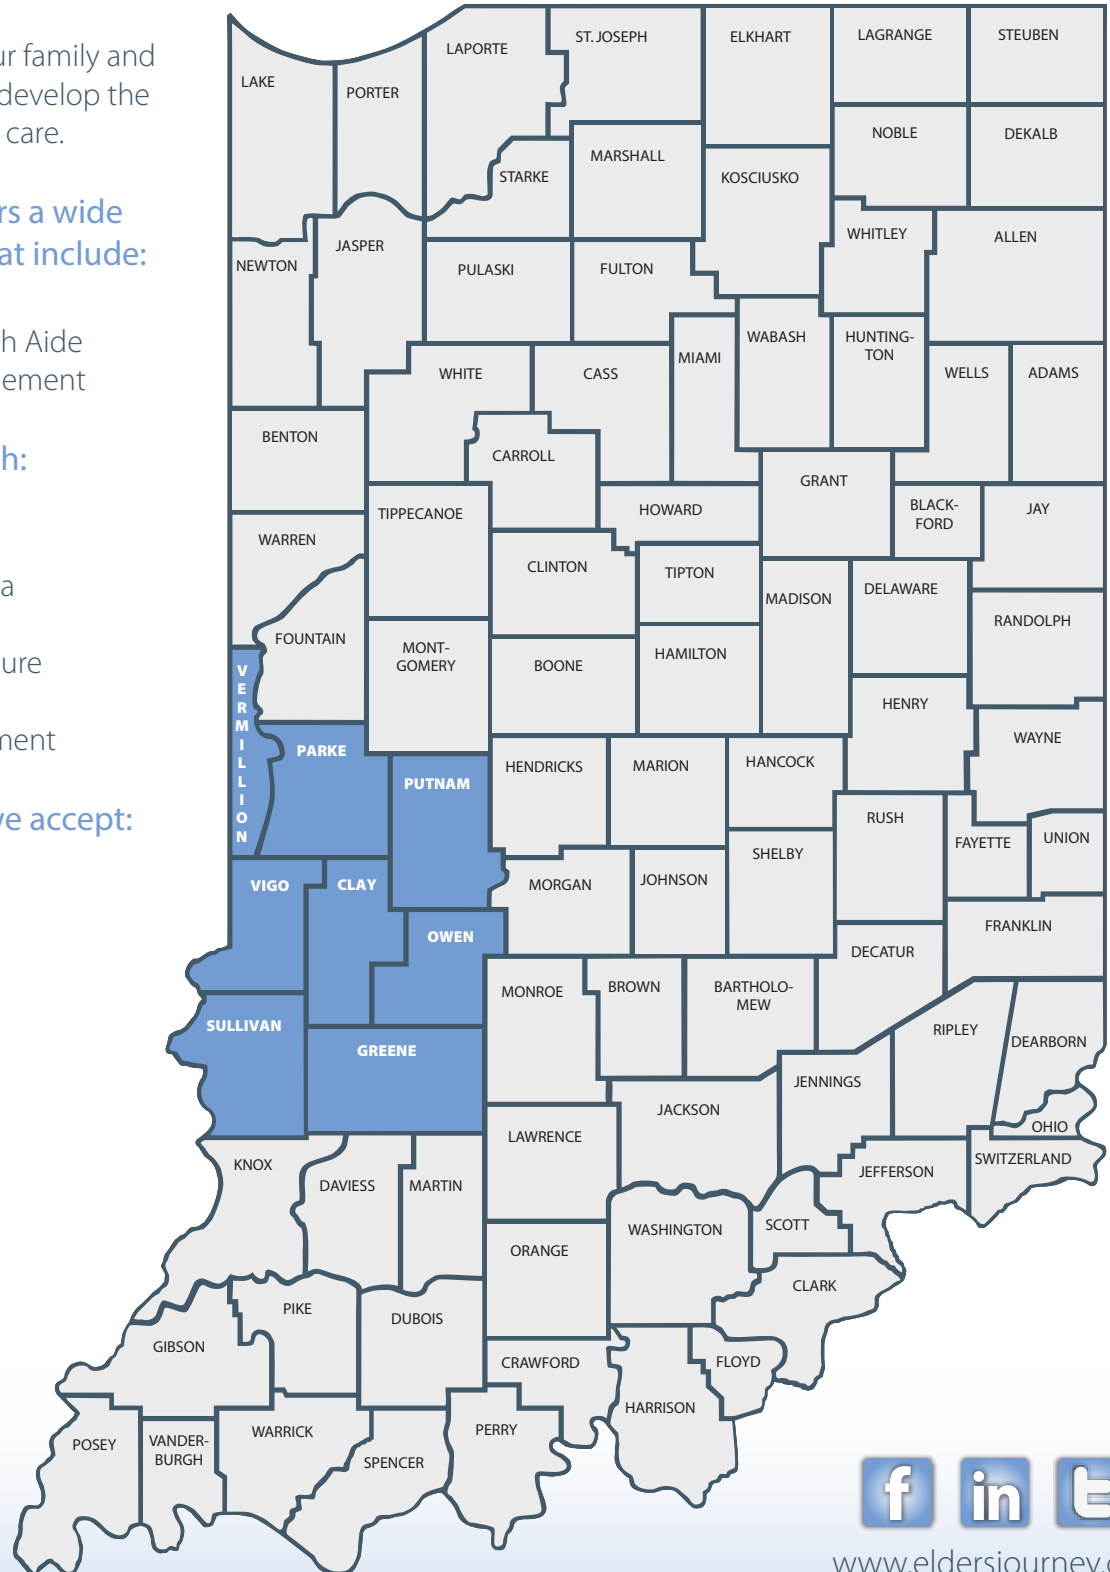 ur family and
develop the
care.
rs a wide
at include:
h Aide
ement
h:
a
ure
ment
ve accept:
LAKE
PORTER
LAPORTE
ST. JOSEPH
ELKHART
LAGRANGE
STEUBEN
NOBLE
DEKALB
STARKE
MARSHALL
KOSCIUSKO
WHITLEY
ALLEN
NEWTON
JASPER
PULASKI
FULTON
WABASH
HUNTING-
TON
MIAMI
WHITE
CASS
WELLS
ADAMS
BENTON
CARROLL
GRANT
BLACK-
FORD
JAY
TIPPECANOE
HOWARD
WARREN
CLINTON
TIPTON
MADISON
DELAWARE
RANDOLPH
FOUNTAIN
MONT-
GOMERY
BOONE
HAMILTON
HENRY
WAYNE
VERMILLION
PARKE
PUTNAM
HENDRICKS
MARION
HANCOCK
RUSH
FAYETTE
UNION
SHELBY
VIGO
CLAY
MORGAN
JOHNSON
FRANKLIN
OWEN
DECATUR
MONROE
BROWN
BARTHOLO-
MEW
SULLIVAN
GREENE
RIPLEY
DEARBORN
JENNINGS
JACKSON
OHIO
LAWRENCE
KNOX
DAVIESS
MARTIN
JEFFERSON
SWITZERLAND
WASHINGTON
SCOTT
ORANGE
CLARK
PIKE
DUBOIS
GIBSON
CRAWFORD
FLOYD
HARRISON
POSEY
VANDER-
BURGH
WARRICK
SPENCER
PERRY
f in t
www.eldersjourney.c